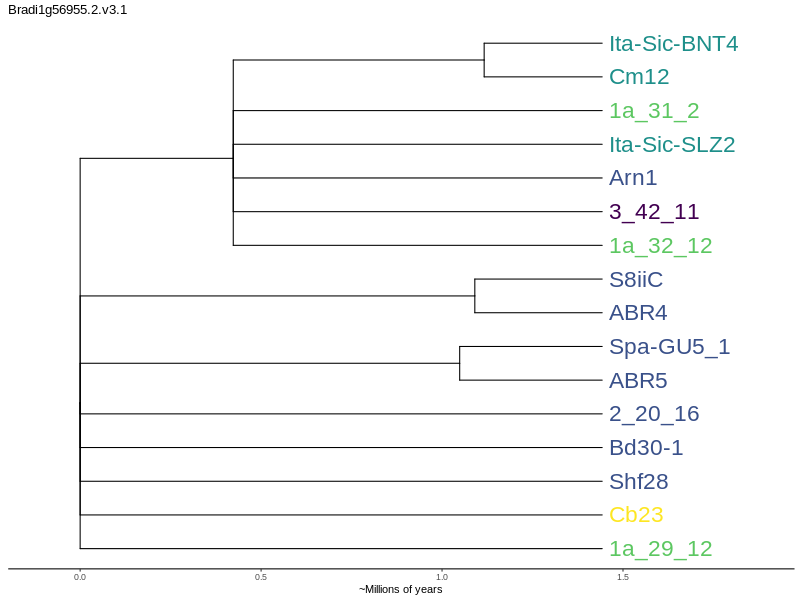 Bradi1g56955.2.v3.1
Ita-Sic-BNT4
Cm12
1a_31_2
Ita-Sic-SLZ2
Arn1
3_42_11
1a_32_12
S8iiC
ABR4
Spa-GU5_1
ABR5
2_20_16
Bd30-1
Shf28
Cb23
1a_29_12
0.0 0.5 1.0 1.5
~Millions of years